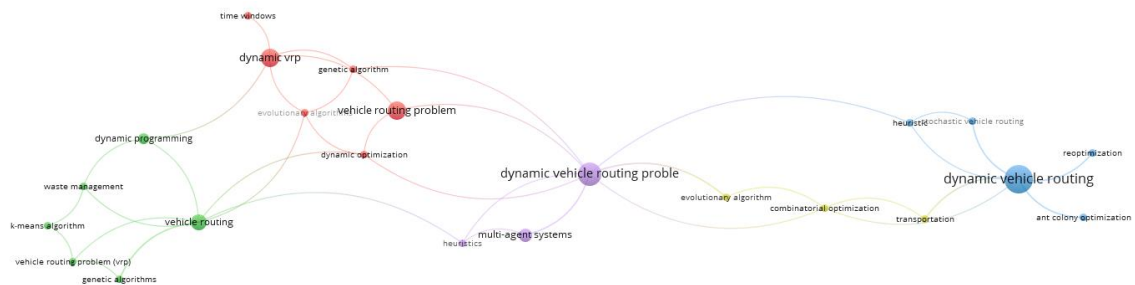 time windows
dynamic vrp
genetic algorithm
evolutionary algorithms
vehicle routing problem
dynamic programming
dynamic optimization
waste management
vehicle routing
k-means algorithm
vehicle routing problem (vrp)
genetic algorithms
heuristics
multi-agent systems
dynamic vehicle routing proble
evolutionary algorithm
combinatorial optimization
transportation
heuristic
stochastic vehicle routing
reoptimization
dynamic vehicle routing
ant colony optimization